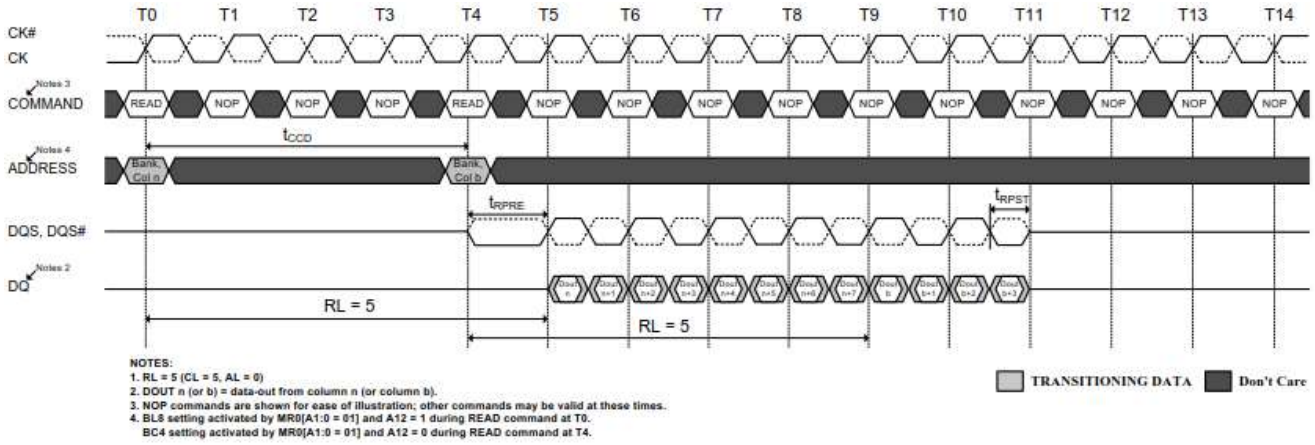 T0 T1 T2 T3 T4 T5 T6 T7 T8 T9 T10 T11 T12 T13 T14
CK#
CK
Notes 3
COMMAND READ NOP NOP NOP READ NOP NOP NOP NOP NOP NOP NOP NOP NOP NOP
tCCD
Notes 4
ADDRESS
Bank, Bank,
Col n Col b
tRPRE tRPST
DQS, DQS#
Notes 2
DQ
Dout Dout Dout Dout Dout Dout Dout Dout Dout Dout Dout Dout
n n+1 n+2 n+3 n+4 n+5 n+6 n+7 b b+1 b+2 b+3
RL = 5
RL = 5
NOTES:
1. RL = 5 (CL = 5, AL = 0)
2. DOUT n (or b) = data-out from column n (or column b).
3. NOP commands are shown for ease of illustration; other commands may be valid at these times.
4. BL8 setting activated by MR0[A1:0 = 01] and A12 = 1 during READ command at T0.
BC4 setting activated by MR0[A1:0 = 01] and A12 = 0 during READ command at T4.
TRANSITIONING DATA Don't Care